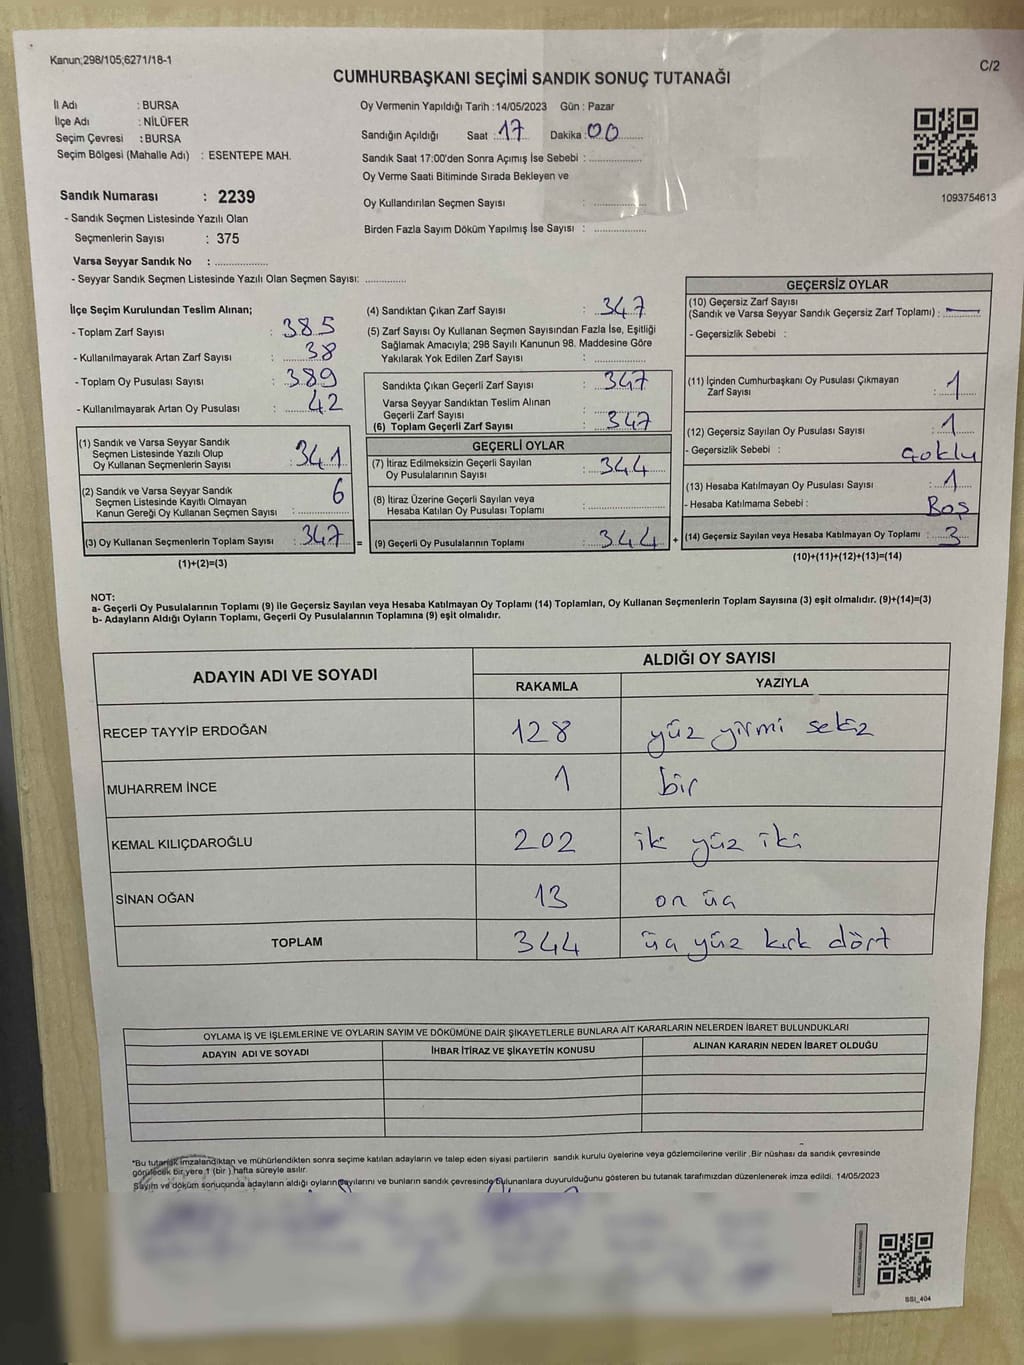 Kanun;298/105;6271/18-1
C/2
CUMHURBAŞKANI SEÇİMİ SANDIK SONUÇ TUTANAĞI
İl Adı : BURSA
İlçe Adı : NİLÜFER
Seçim Çevresi : BURSA
Seçim Bölgesi (Mahalle Adı) : ESENTEPE MAH.
Oy Vermenin Yapıldığı Tarih : 14/05/2023 Gün : Pazar
Sandığın Açıldığı Saat : 17 Dakika : 00
Sandık Saat 17:00'den Sonra Açımış İse Sebebi :
Oy Verme Saati Bitiminde Sırada Bekleyen ve
Oy Kullandırılan Seçmen Sayısı :
Birden Fazla Sayım Döküm Yapılmış İse Sayısı :
1093754613
Sandık Numarası : 2239
- Sandık Seçmen Listesinde Yazılı Olan
Seçmenlerin Sayısı : 375
Varsa Seyyar Sandık No :
- Seyyar Sandık Seçmen Listesinde Yazılı Olan Seçmen Sayısı:
İlçe Seçim Kurulundan Teslim Alınan;
- Toplam Zarf Sayısı : 385
- Kullanılmayarak Artan Zarf Sayısı : 38
- Toplam Oy Pusulası Sayısı : 389
- Kullanılmayarak Artan Oy Pusulası : 42
(1) Sandık ve Varsa Seyyar Sandık
Seçmen Listesinde Yazılı Olup
Oy Kullanan Seçmenlerin Sayısı : 341
(2) Sandık ve Varsa Seyyar Sandık
Seçmen Listesinde Kayıtlı Olmayan
Kanun Gereği Oy Kullanan Seçmen Sayısı : 6
(3) Oy Kullanan Seçmenlerin Toplam Sayısı : 347 =
(1)+(2)=(3)
(4) Sandıktan Çıkan Zarf Sayısı : 347
(5) Zarf Sayısı Oy Kullanan Seçmen Sayısından Fazla İse, Eşitliği
Sağlamak Amacıyla; 298 Sayılı Kanunun 98. Maddesine Göre
Yakılarak Yok Edilen Zarf Sayısı :
Sandıkta Çıkan Geçerli Zarf Sayısı : 347
Varsa Seyyar Sandıktan Teslim Alınan
Geçerli Zarf Sayısı :
(6) Toplam Geçerli Zarf Sayısı : 347
GEÇERLİ OYLAR
(7) İtiraz Edilmeksizin Geçerli Sayılan
Oy Pusulalarının Sayısı : 344
(8) İtiraz Üzerine Geçerli Sayılan veya
Hesaba Katılan Oy Pusulası Toplamı :
(9) Geçerli Oy Pusulalarının Toplamı : 344 +
GEÇERSİZ OYLAR
(10) Geçersiz Zarf Sayısı
(Sandık ve Varsa Seyyar Sandık Geçersiz Zarf Toplamı) : —
- Geçersizlik Sebebi :
(11) İçinden Cumhurbaşkanı Oy Pusulası Çıkmayan
Zarf Sayısı : 1
(12) Geçersiz Sayılan Oy Pusulası Sayısı : 1
- Geçersizlik Sebebi : çoklu
(13) Hesaba Katılmayan Oy Pusulası Sayısı : 1
- Hesaba Katılmama Sebebi : Boş
(14) Geçersiz Sayılan veya Hesaba Katılmayan Oy Toplamı : 3
(10)+(11)+(12)+(13)=(14)
NOT:
a- Geçerli Oy Pusulalarının Toplamı (9) ile Geçersiz Sayılan veya Hesaba Katılmayan Oy Toplamı (14) Toplamları, Oy Kullanan Seçmenlerin Toplam Sayısına (3) eşit olmalıdır. (9)+(14)=(3)
b- Adayların Aldığı Oyların Toplamı, Geçerli Oy Pusulalarının Toplamına (9) eşit olmalıdır.
ADAYIN ADI VE SOYADI
ALDIĞI OY SAYISI
RAKAMLA YAZIYLA
RECEP TAYYİP ERDOĞAN 128 yüz yirmi sekiz
MUHARREM İNCE 1 bir
KEMAL KILIÇDAROĞLU 202 iki yüz iki
SİNAN OĞAN 13 on üç
TOPLAM 344 üç yüz kırk dört
OYLAMA İŞ VE İŞLEMLERİNE VE OYLARIN SAYIM VE DÖKÜMÜNE DAİR ŞİKAYETLERLE BUNLARA AİT KARARLARIN NELERDEN İBARET BULUNDUKLARI
ADAYIN ADI VE SOYADI İHBAR İTİRAZ VE ŞİKAYETİN KONUSU ALINAN KARARIN NEDEN İBARET OLDUĞU
*Bu tutanak imzalandıktan ve mühürlendikten sonra seçime katılan adayların ve talep eden siyasi partilerin sandık kurulu üyelerine veya gözlemcilerine verilir .Bir nüshası da sandık çevresinde
görülecek bir yere 1 (bir ) hafta süreyle asılır.
Sayım ve döküm sonucunda adayların aldığı oyların sayılarını ve bunların sandık çevresinde bulunanlara duyurulduğunu gösteren bu tutanak tarafımızdan düzenlenerek imza edildi. 14/05/2023
SSI_404